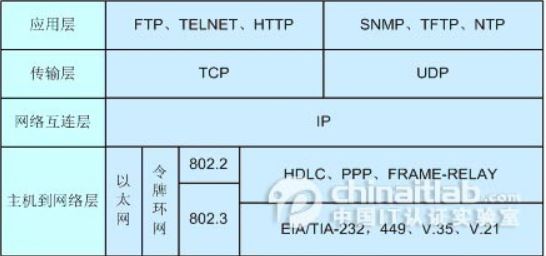 应用层 FTP、TELNET、HTTP SNMP、TFTP、NTP
传输层 TCP UDP
网络互连层 IP
主机到网络层
以太网
令牌环网
802.2
802.3
HDLC、PPP、FRAME-RELAY
EIA/TIA-232，449、V.35、V.21
chinaitlab.com
中国IT认证实验室